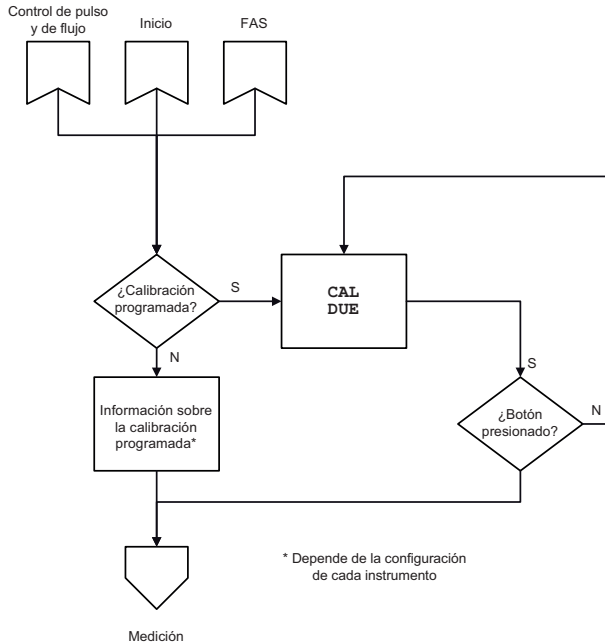 Control de pulso
y de flujo
Inicio
FAS
¿Calibración
programada?
S
CAL
DUE
N
S
Información sobre
la calibración
programada*
¿Botón
presionado?
N
* Depende de la configuración
de cada instrumento
Medición